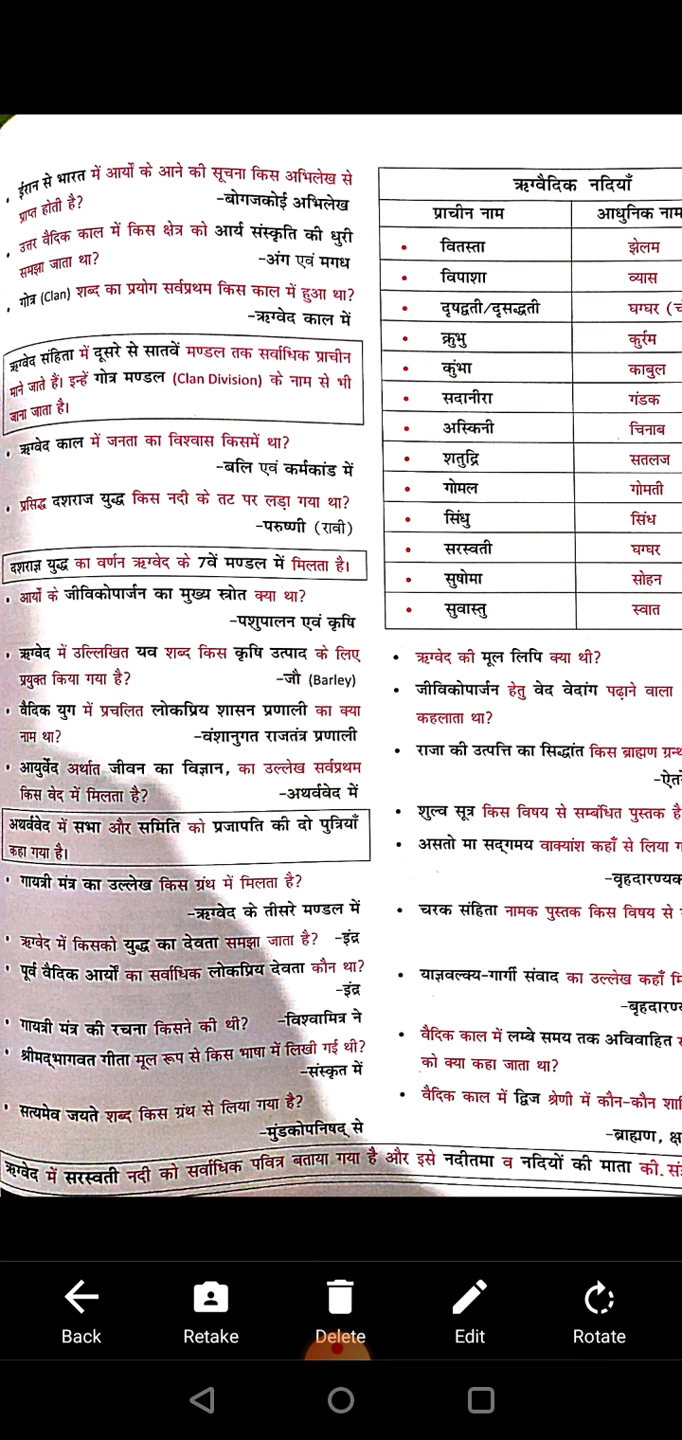 • ईरान से भारत में आर्यों के आने की सूचना किस अभिलेख से
प्राप्त होती है? -बोगजकोई अभिलेख
• उत्तर वैदिक काल में किस क्षेत्र को आर्य संस्कृति की धुरी
समझा जाता था? -अंग एवं मगध
• गोत्र (Clan) शब्द का प्रयोग सर्वप्रथम किस काल में हुआ था?
-ऋग्वेद काल में
ऋग्वेद संहिता में दूसरे से सातवें मण्डल तक सर्वाधिक प्राचीन
माने जाते हैं। इन्हें गोत्र मण्डल (Clan Division) के नाम से भी
जाना जाता है।
• ऋग्वेद काल में जनता का विश्वास किसमें था?
-बलि एवं कर्मकांड में
• प्रसिद्ध दशराज युद्ध किस नदी के तट पर लड़ा गया था?
-परुष्णी (रावी)
दशराज्ञ युद्ध का वर्णन ऋग्वेद के 7वें मण्डल में मिलता है।
• आर्यों के जीविकोपार्जन का मुख्य स्त्रोत क्या था?
-पशुपालन एवं कृषि
• ऋग्वेद में उल्लिखित यव शब्द किस कृषि उत्पाद के लिए
प्रयुक्त किया गया है? -जौ (Barley)
• वैदिक युग में प्रचलित लोकप्रिय शासन प्रणाली का क्या
नाम था? -वंशानुगत राजतंत्र प्रणाली
• आयुर्वेद अर्थात जीवन का विज्ञान, का उल्लेख सर्वप्रथम
किस वेद में मिलता है? -अथर्ववेद में
अथर्ववेद में सभा और समिति को प्रजापति की दो पुत्रियाँ
कहा गया है।
• गायत्री मंत्र का उल्लेख किस ग्रंथ में मिलता है?
-ऋग्वेद के तीसरे मण्डल में
• ऋग्वेद में किसको युद्ध का देवता समझा जाता है? -इंद्र
• पूर्व वैदिक आर्यों का सर्वाधिक लोकप्रिय देवता कौन था?
-इंद्र
• गायत्री मंत्र की रचना किसने की थी? -विश्वामित्र ने
• श्रीमद्भागवत गीता मूल रूप से किस भाषा में लिखी गई थी?
-संस्कृत में
• सत्यमेव जयते शब्द किस ग्रंथ से लिया गया है?
-मुंडकोपनिषद् से
ऋग्वैदिक नदियाँ
प्राचीन नाम आधुनिक नाम
• वितस्ता झेलम
• विपाशा व्यास
• दृषद्वती/दृसद्धती घग्घर
• क्रुभु कुर्रम
• कुंभा काबुल
• सदानीरा गंडक
• अस्किनी चिनाब
• शतुद्रि सतलज
• गोमल गोमती
• सिंधु सिंध
• सरस्वती घग्घर
• सुषोमा सोहन
• सुवास्तु स्वात
• ऋग्वेद की मूल लिपि क्या थी?
• जीविकोपार्जन हेतु वेद वेदांग पढ़ाने वाला
कहलाता था?
• राजा की उत्पत्ति का सिद्धांत किस ब्राह्मण
• शुल्व सूत्र किस विषय से सम्बंधित पुस्तक है
• असतो मा सद्गमय वाक्यांश कहाँ से लिया
• चरक संहिता नामक पुस्तक किस विषय से
• याज्ञवल्क्य-गार्गी संवाद का उल्लेख कहाँ
• वैदिक काल में लम्बे समय तक अविवाहित
को क्या कहा जाता था?
• वैदिक काल में द्विज श्रेणी में कौन-कौन
-ब्राह्मण,
ऋग्वेद में सरस्वती नदी को सर्वाधिक पवित्र बताया गया है और इसे नदीतमा व नदियों की माता की
Back Retake Delete Edit Rotate